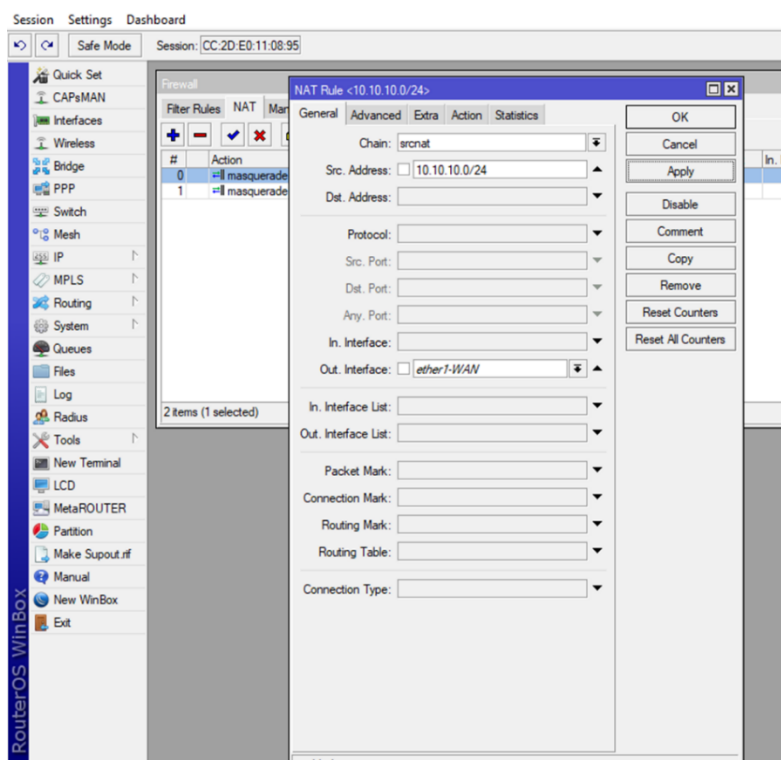 Session Settings Dashboard
Safe Mode Session: CC:2D:E0:11:08:95
Quick Set
CAPsMAN
Interfaces
Wireless
Bridge
PPP
Switch
Mesh
IP
MPLS
Routing
System
Queues
Files
Log
Radius
Tools
New Terminal
LCD
MetaROUTER
Partition
Make Supout.rif
Manual
New WinBox
Exit
RouterOS WinBox
Firewall
Filter Rules NAT
# Action
0 masquerade
1 masquerade
2 items (1 selected)
In.
NAT Rule <10.10.10.0/24>
General Advanced Extra Action Statistics
Chain: srcnat
Src. Address: 10.10.10.0/24
Dst. Address:
Protocol:
Src. Port:
Dst. Port:
Any. Port:
In. Interface:
Out. Interface: ether1-WAN
In. Interface List:
Out. Interface List:
Packet Mark:
Connection Mark:
Routing Mark:
Routing Table:
Connection Type:
OK
Cancel
Apply
Disable
Comment
Copy
Remove
Reset Counters
Reset All Counters